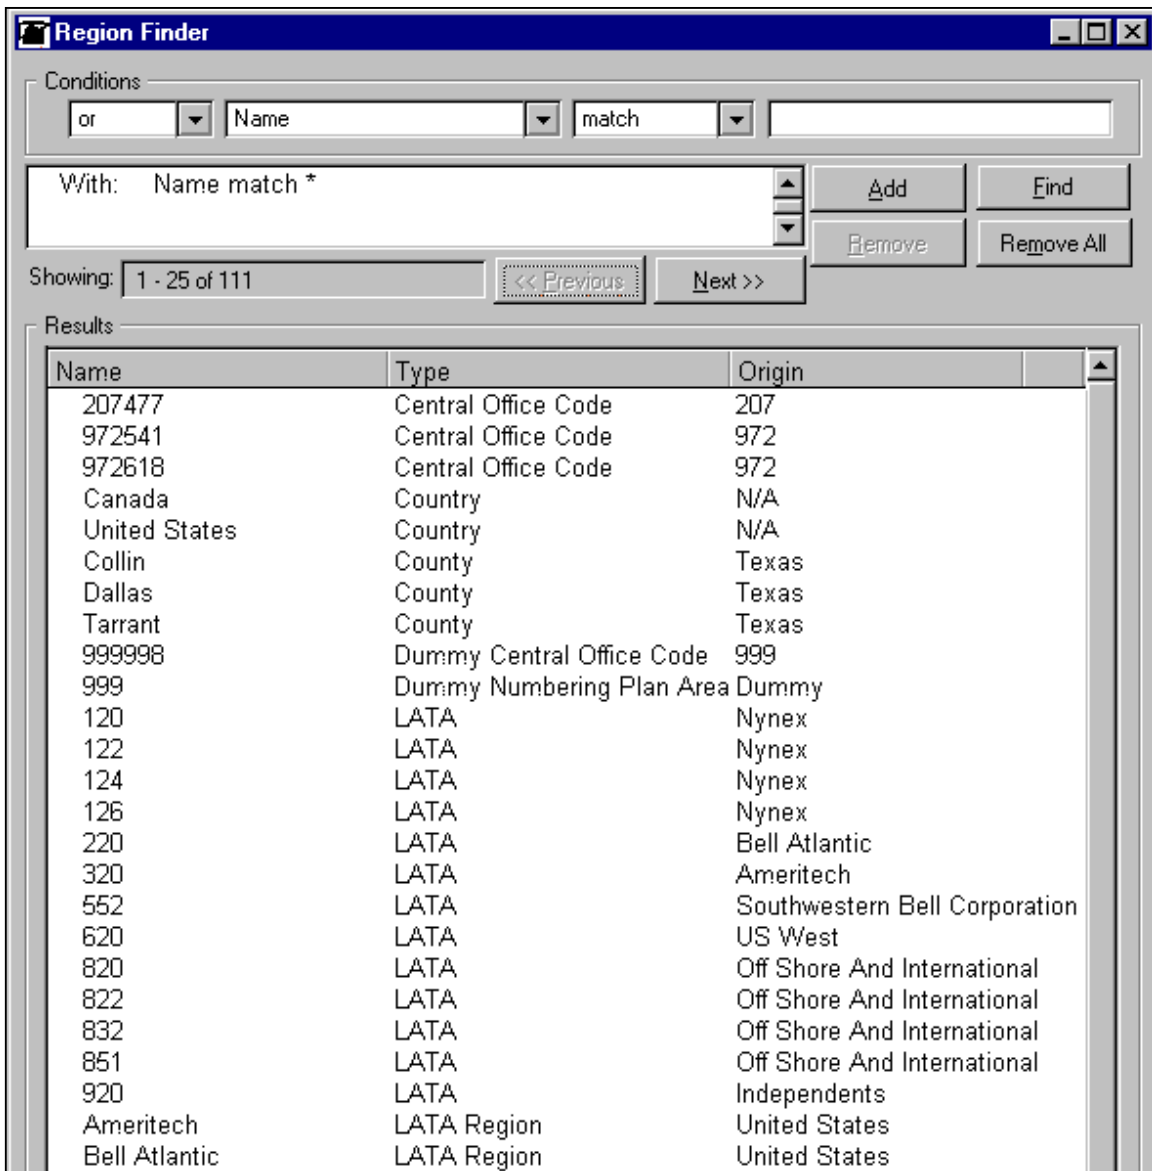 Region Finder
Conditions
or Name match
With: Name match *
Add Find
Remove Remove All
Showing: 1 - 25 of 111 << Previous Next >>
Results
Name Type Origin
207477 Central Office Code 207
972541 Central Office Code 972
972618 Central Office Code 972
Canada Country N/A
United States Country N/A
Collin County Texas
Dallas County Texas
Tarrant County Texas
999998 Dummy Central Office Code 999
999 Dummy Numbering Plan Area Dummy
120 LATA Nynex
122 LATA Nynex
124 LATA Nynex
126 LATA Nynex
220 LATA Bell Atlantic
320 LATA Ameritech
552 LATA Southwestern Bell Corporation
620 LATA US West
820 LATA Off Shore And International
822 LATA Off Shore And International
832 LATA Off Shore And International
851 LATA Off Shore And International
920 LATA Independents
Ameritech LATA Region United States
Bell Atlantic LATA Region United States